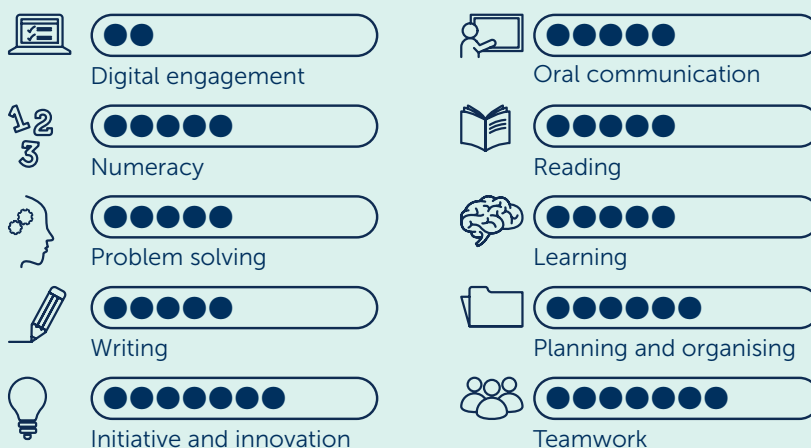 Digital engagement
Oral communication
1 2
3
Numeracy
Reading
Problem solving
Learning
Writing
Planning and organising
Initiative and innovation
Teamwork